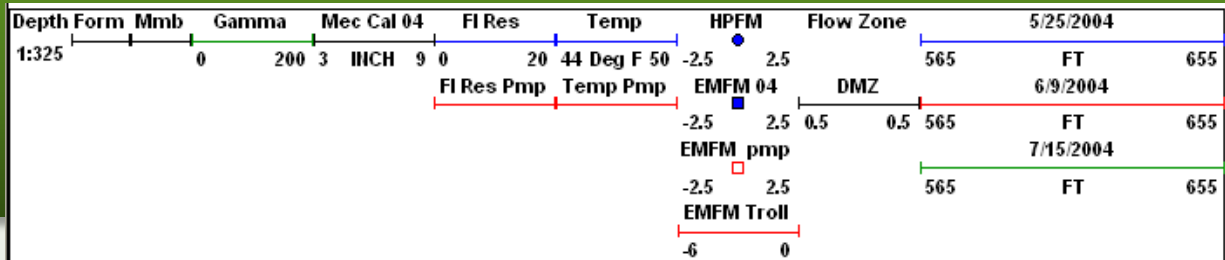 Depth Form Mmb Gamma Mec Cal 04 Fl Res Temp HPFM Flow Zone 5/25/2004
1:325 0 200 3 INCH 9 0 20 44 Deg F 50 -2.5 2.5 565 FT 655
Fl Res Pmp Temp Pmp EMFM 04 DMZ 6/9/2004
-2.5 2.5 0.5 0.5 565 FT 655
EMFM pmp 7/15/2004
-2.5 2.5 565 FT 655
EMFM Troll
-6 0